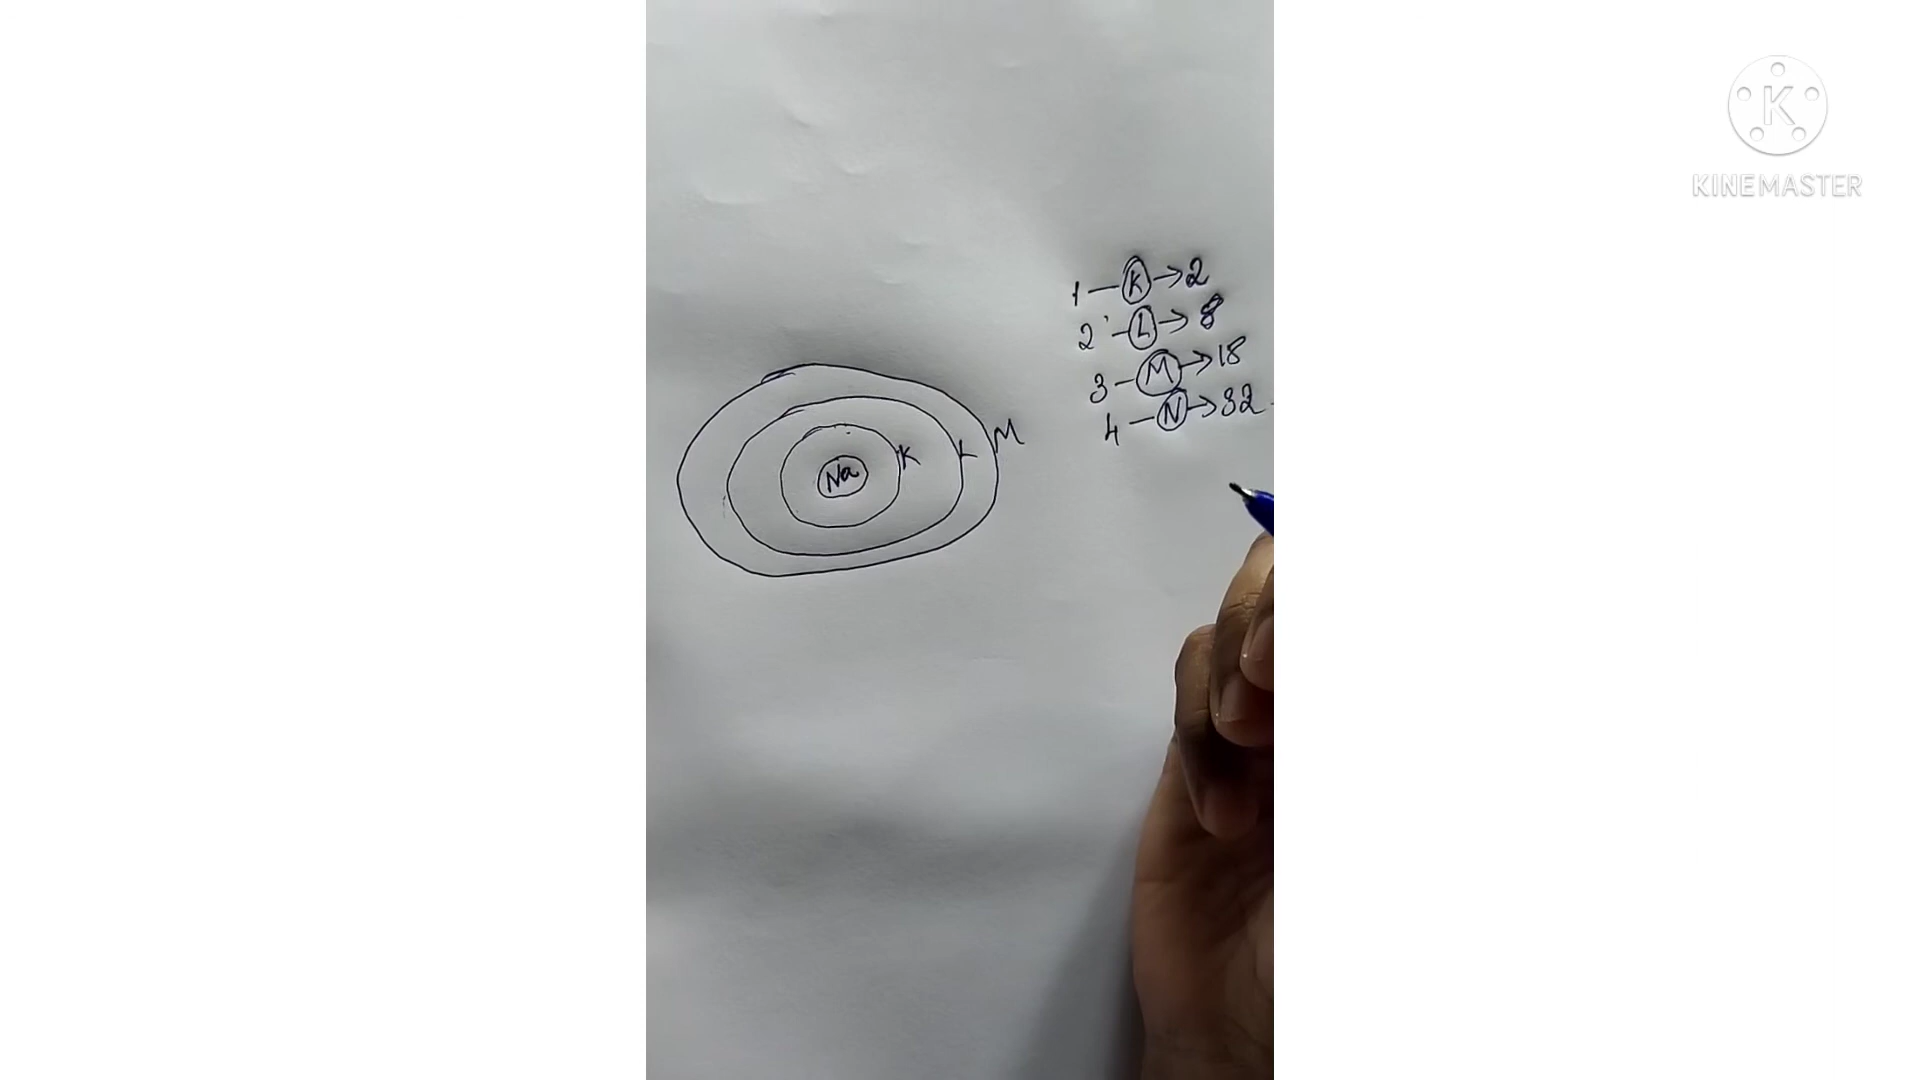 K
KINEMASTER
1 — K → 2
2 — L → 8
3 — M → 18
4 — N → 32
Na K L M